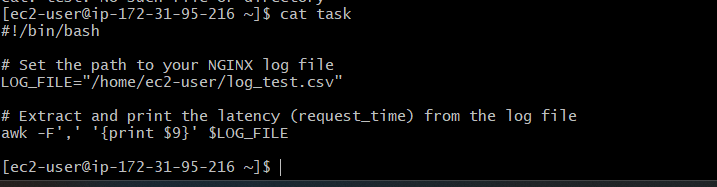 [ec2-user@ip-172-31-95-216 ~]$ cat task
#!/bin/bash
# Set the path to your NGINX log file
LOG_FILE="/home/ec2-user/log_test.csv"
# Extract and print the latency (request_time) from the log file
awk -F',' '{print $9}' $LOG_FILE
[ec2-user@ip-172-31-95-216 ~]$